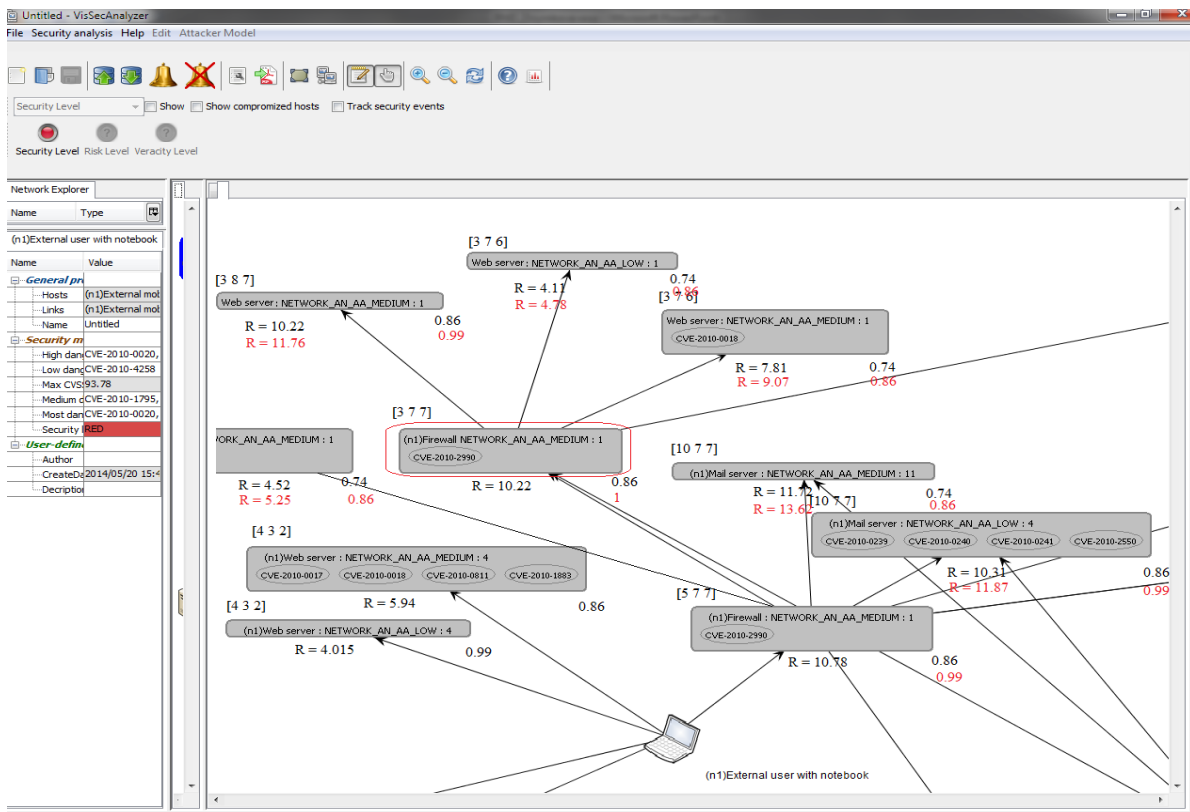 Untitled - VisSecAnalyzer
File Security analysis Help Edit Attacker Model
Security Level Show Show compromized hosts Track security events
Security Level Risk Level Veracity Level
Network Explorer
Name Type
(n1)External user with notebook
Name Value
General pr
Hosts (n1)External mob
Links (n1)External mob
Name Untitled
Security m
High dan CVE-2010-0020,
Low dang CVE-2010-4258
Max CVS 93.78
Medium d CVE-2010-1795,
Most dan CVE-2010-0020,
Security l RED
User-defin
Author
CreateDa 2014/05/20 15:4
Decription
[3 7 6]
Web server : NETWORK_AN_AA_LOW : 1
R = 4.11 0.74
R = 4.78 0.86
[3 8 7]
Web server : NETWORK_AN_AA_MEDIUM : 1
R = 10.22 0.86
R = 11.76 0.99
[3 7 6]
Web server : NETWORK_AN_AA_MEDIUM : 1
CVE-2010-0018
R = 7.81 0.74
R = 9.07 0.86
[3 7 7]
(n1)Firewall NETWORK_AN_AA_MEDIUM : 1
CVE-2010-2990
R = 10.22 0.86
1
WORK_AN_AA_MEDIUM : 1
R = 4.52 0.74
R = 5.25 0.86
[10 7 7]
(n1)Mail server : NETWORK_AN_AA_MEDIUM : 11
R = 11.72 0.74
R = 13.62 0.86
[10 7 7]
(n1)Mail server : NETWORK_AN_AA_LOW : 4
CVE-2010-0239 CVE-2010-0240 CVE-2010-0241 CVE-2010-2550
R = 10.31 0.86
R = 11.87 0.99
[4 3 2]
(n1)Web server : NETWORK_AN_AA_MEDIUM : 4
CVE-2010-0017 CVE-2010-0018 CVE-2010-0811 CVE-2010-1883
R = 5.94 0.86
[4 3 2]
(n1)Web server : NETWORK_AN_AA_LOW : 4
R = 4.015 0.99
[5 7 7]
(n1)Firewall : NETWORK_AN_AA_MEDIUM : 1
CVE-2010-2990
R = 10.78 0.86
0.99
(n1)External user with notebook